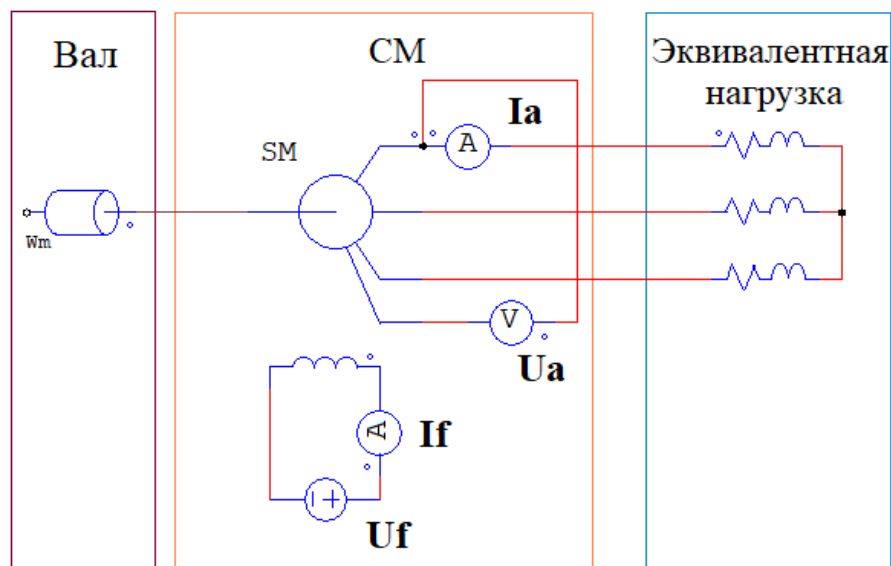 Вал
СМ
Эквивалентная
нагрузка
Ia
A
SM
Wm
V
Ua
A
If
Uf